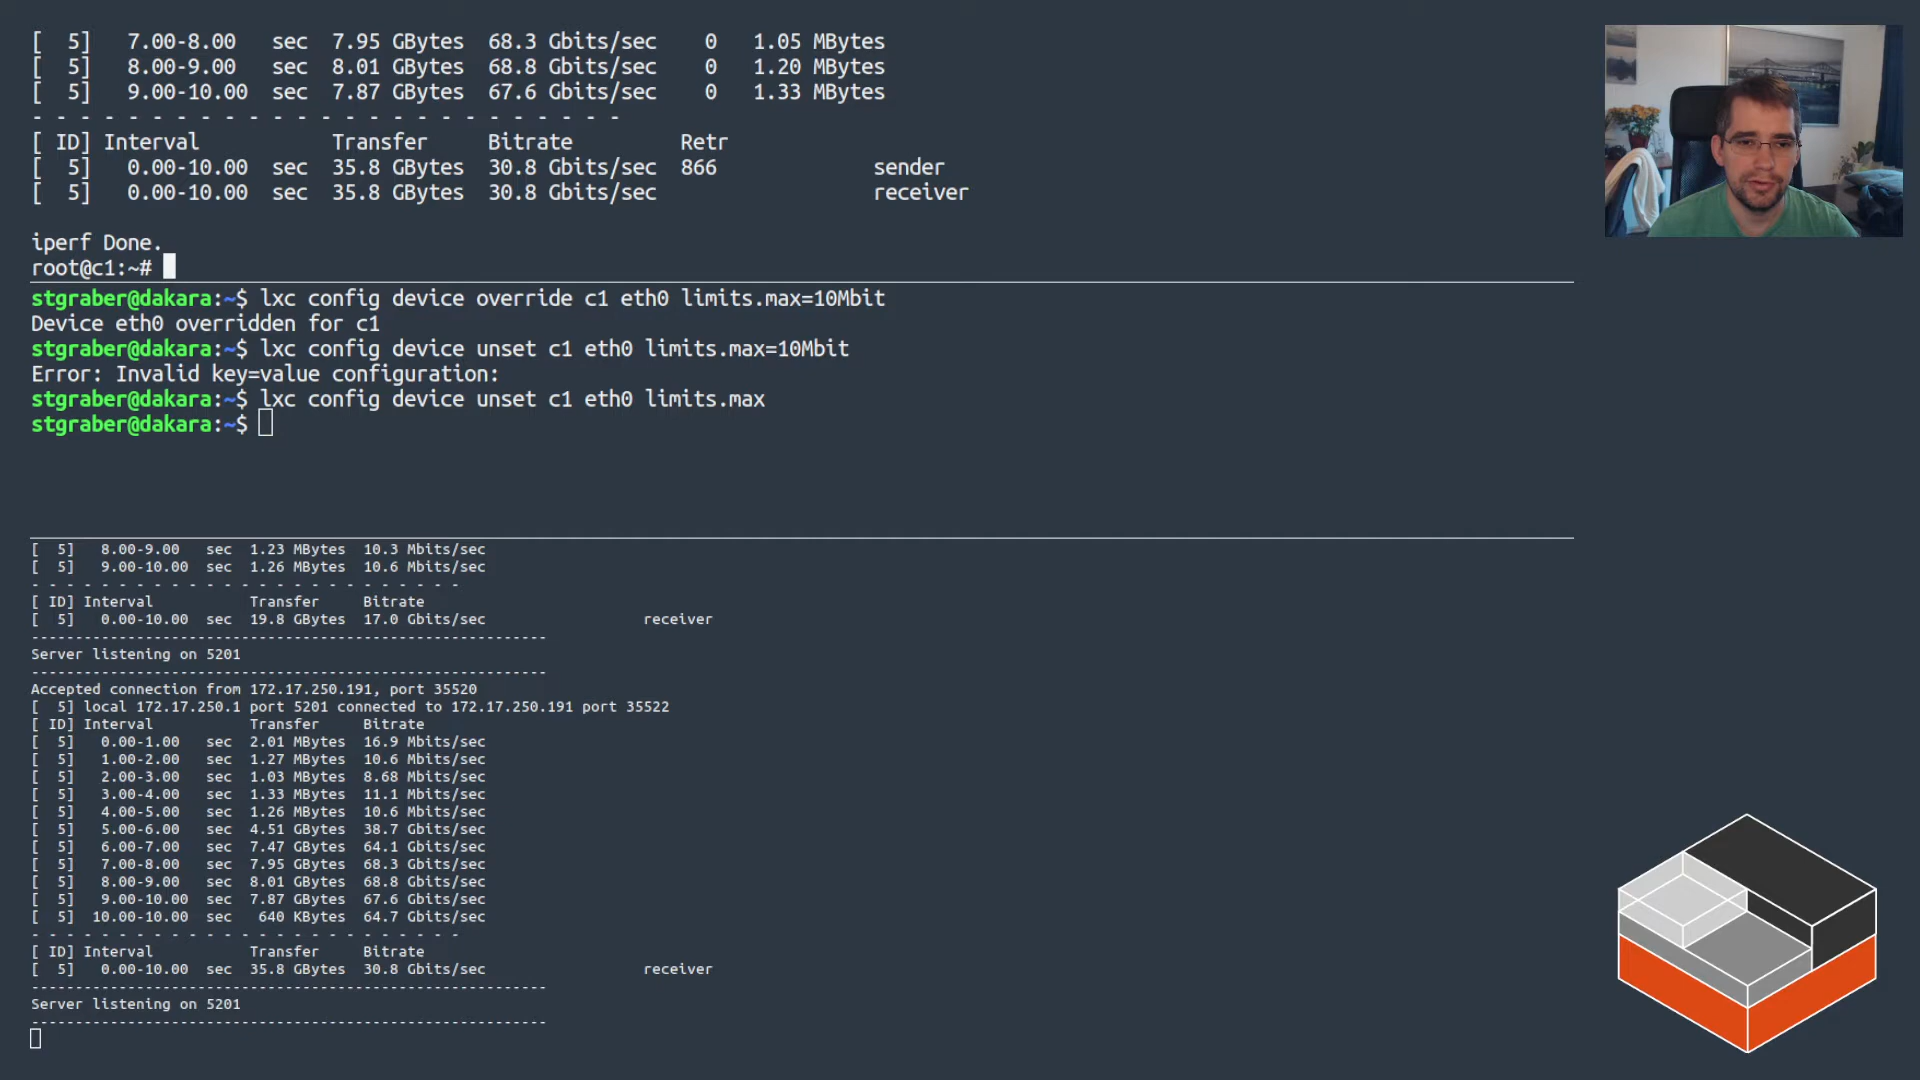 [  5]   7.00-8.00   sec  7.95 GBytes  68.3 Gbits/sec    0   1.05 MBytes
[  5]   8.00-9.00   sec  8.01 GBytes  68.8 Gbits/sec    0   1.20 MBytes
[  5]   9.00-10.00  sec  7.87 GBytes  67.6 Gbits/sec    0   1.33 MBytes
- - - - - - - - - - - - - - - - - - - - - - - - -
[ ID] Interval           Transfer     Bitrate         Retr
[  5]   0.00-10.00  sec  35.8 GBytes  30.8 Gbits/sec  866             sender
[  5]   0.00-10.00  sec  35.8 GBytes  30.8 Gbits/sec                  receiver
iperf Done.
root@c1:~#
stgraber@dakara:~$ lxc config device override c1 eth0 limits.max=10Mbit
Device eth0 overridden for c1
stgraber@dakara:~$ lxc config device unset c1 eth0 limits.max=10Mbit
Error: Invalid key=value configuration:
stgraber@dakara:~$ lxc config device unset c1 eth0 limits.max
stgraber@dakara:~$
[  5]   8.00-9.00   sec  1.23 MBytes  10.3 Mbits/sec
[  5]   9.00-10.00  sec  1.26 MBytes  10.6 Mbits/sec
- - - - - - - - - - - - - - - - - - - - - - - - -
[ ID] Interval           Transfer     Bitrate
[  5]   0.00-10.00  sec  19.8 GBytes  17.0 Gbits/sec                  receiver
-----------------------------------------------------------
Server listening on 5201
-----------------------------------------------------------
Accepted connection from 172.17.250.191, port 35520
[  5] local 172.17.250.1 port 5201 connected to 172.17.250.191 port 35522
[ ID] Interval           Transfer     Bitrate
[  5]   0.00-1.00   sec  2.01 MBytes  16.9 Mbits/sec
[  5]   1.00-2.00   sec  1.27 MBytes  10.6 Mbits/sec
[  5]   2.00-3.00   sec  1.03 MBytes  8.68 Mbits/sec
[  5]   3.00-4.00   sec  1.33 MBytes  11.1 Mbits/sec
[  5]   4.00-5.00   sec  1.26 MBytes  10.6 Mbits/sec
[  5]   5.00-6.00   sec  4.51 GBytes  38.7 Gbits/sec
[  5]   6.00-7.00   sec  7.47 GBytes  64.1 Gbits/sec
[  5]   7.00-8.00   sec  7.95 GBytes  68.3 Gbits/sec
[  5]   8.00-9.00   sec  8.01 GBytes  68.8 Gbits/sec
[  5]   9.00-10.00  sec  7.87 GBytes  67.6 Gbits/sec
[  5]  10.00-10.00  sec   640 KBytes  64.7 Gbits/sec
- - - - - - - - - - - - - - - - - - - - - - - - -
[ ID] Interval           Transfer     Bitrate
[  5]   0.00-10.00  sec  35.8 GBytes  30.8 Gbits/sec                  receiver
-----------------------------------------------------------
Server listening on 5201
-----------------------------------------------------------